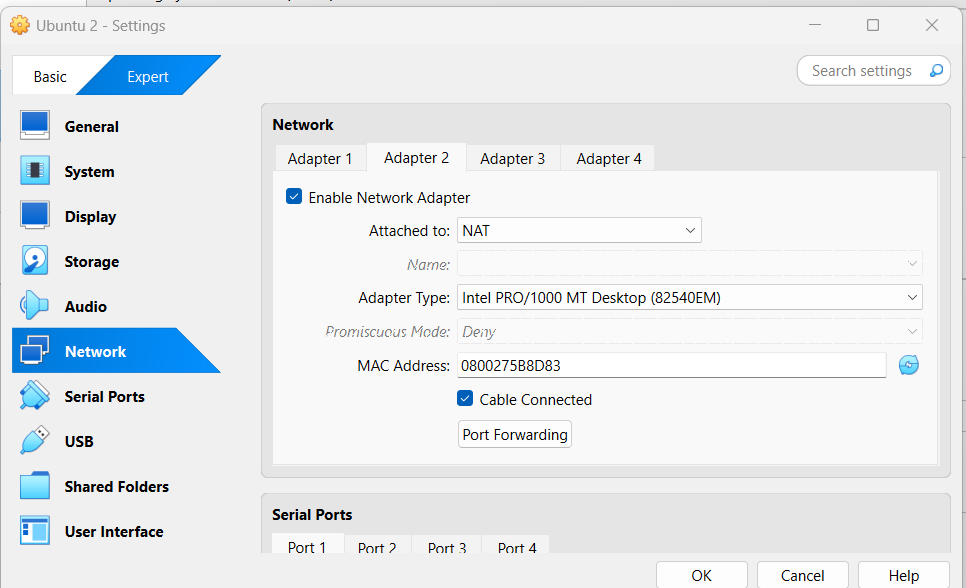 Ubuntu 2 - Settings
Basic
Expert
Search settings
General
System
Display
Storage
Audio
Network
Serial Ports
USB
Shared Folders
User Interface
Network
Adapter 1 Adapter 2 Adapter 3 Adapter 4
Enable Network Adapter
Attached to: NAT
Name:
Adapter Type: Intel PRO/1000 MT Desktop (82540EM)
Promiscuous Mode: Deny
MAC Address: 0800275B8D83
Cable Connected
Port Forwarding
Serial Ports
Port 1 Port 2 Port 3 Port 4
OK Cancel Help